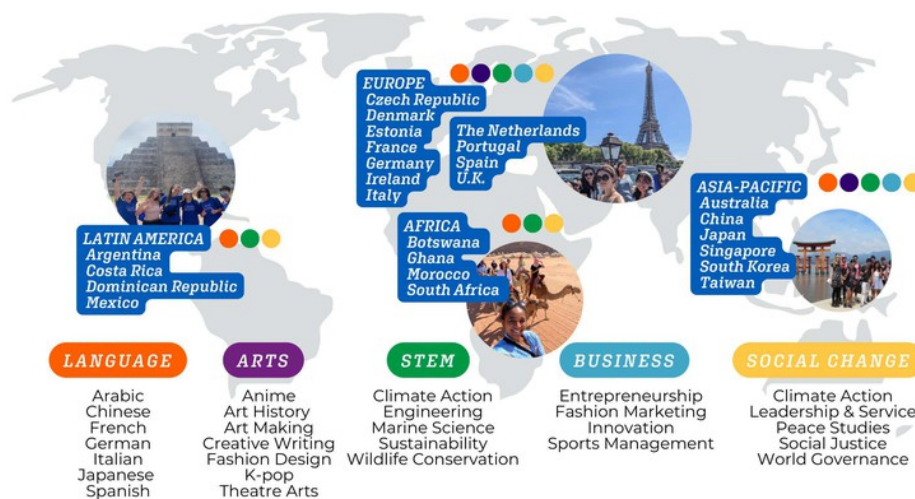 EUROPE
Czech Republic
Denmark
Estonia
France
Germany
Ireland
Italy
The Netherlands
Portugal
Spain
U.K.
ASIA-PACIFIC
Australia
China
Japan
Singapore
South Korea
Taiwan
LATIN AMERICA
Argentina
Costa Rica
Dominican Republic
Mexico
AFRICA
Botswana
Ghana
Morocco
South Africa
LANGUAGE
Arabic
Chinese
French
German
Italian
Japanese
Spanish
ARTS
Anime
Art History
Art Making
Creative Writing
Fashion Design
K-pop
Theatre Arts
STEM
Climate Action
Engineering
Marine Science
Sustainability
Wildlife Conservation
BUSINESS
Entrepreneurship
Fashion Marketing
Innovation
Sports Management
SOCIAL CHANGE
Climate Action
Leadership & Service
Peace Studies
Social Justice
World Governance